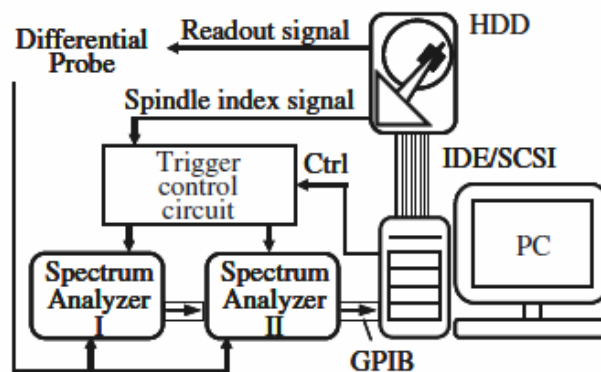 Differential
Probe
Readout signal
HDD
Spindle index signal
Trigger
control
circuit
Ctrl
IDE/SCSI
PC
Spectrum
Analyzer
I
Spectrum
Analyzer
II
GPIB